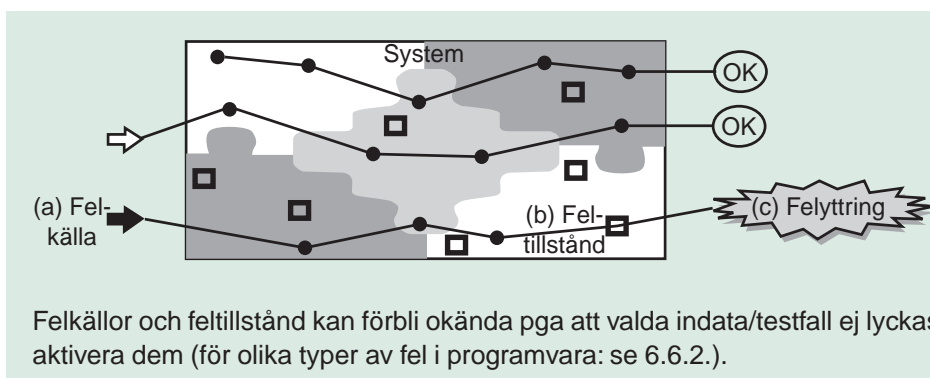 System
OK
OK
(a) Fel-
källa
(b) Fel-
tillstånd
(c) Felyttring
Felkällor och feltillstånd kan förbli okända pga att valda indata/testfall ej lyckas
aktivera dem (för olika typer av fel i programvara: se 6.6.2.).